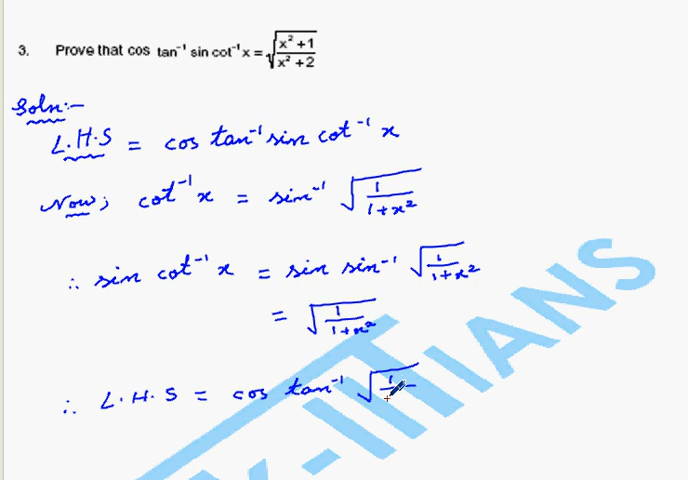 3. Prove that cos tan⁻¹ sin cot⁻¹ x = √((x² + 1)/(x² + 2))
Soln:-
L.H.S = cos tan⁻¹ sin cot⁻¹ x
Now; cot⁻¹ x = sin⁻¹ √(1/(1+x²))
∴ sin cot⁻¹ x = sin sin⁻¹ √(1/(1+x²))
= √(1/(1+x²))
∴ L.H.S = cos tan⁻¹ √(1/
-IITIANS